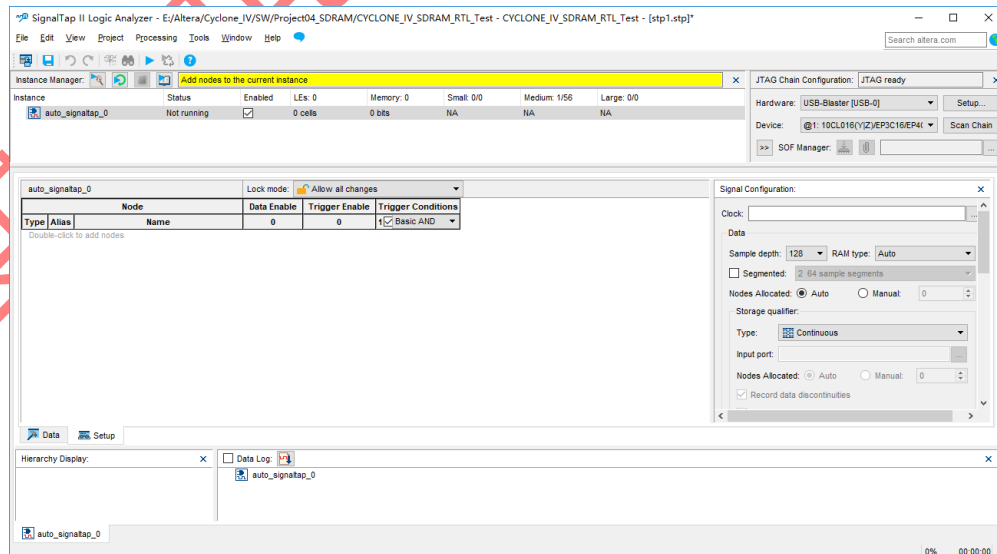 SignalTap II Logic Analyzer - E:/Altera/Cyclone_IV/SW/Project04_SDRAM/CYCLONE_IV_SDRAM_RTL_Test - CYCLONE_IV_SDRAM_RTL_Test - [stp1.stp]*
File Edit View Project Processing Tools Window Help
Search altera.com
Instance Manager: Add nodes to the current instance
JTAG Chain Configuration: JTAG ready
Instance Status Enabled LEs: 0 Memory: 0 Small: 0/0 Medium: 1/56 Large: 0/0
auto_signaltap_0 Not running 0 cells 0 bits NA NA NA
Hardware: USB-Blaster [USB-0] Setup...
Device: @1: 10CL016(Y|Z)/EP3C16/EP4( Scan Chain
>> SOF Manager: ...
auto_signaltap_0 Lock mode: Allow all changes
Node Data Enable Trigger Enable Trigger Conditions
Type Alias Name 0 0 1 Basic AND
Double-click to add nodes
Signal Configuration:
Clock: ...
Data
Sample depth: 128 RAM type: Auto
Segmented: 2 64 sample segments
Nodes Allocated: Auto Manual: 0
Storage qualifier:
Type: Continuous
Input port: ...
Nodes Allocated: Auto Manual: 0
Record data discontinuities
Data Setup
Hierarchy Display:
Data Log:
auto_signaltap_0
auto_signaltap_0
0% 00:00:00